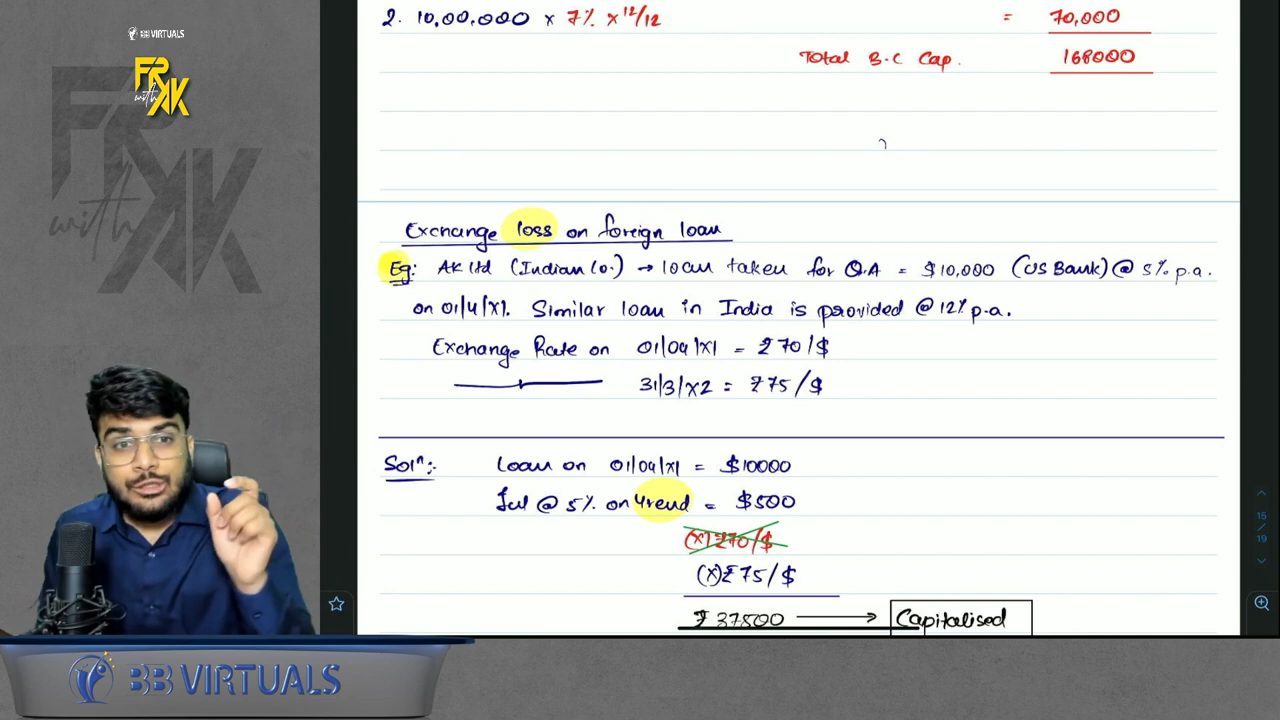 BB VIRTUALS
FR
with
AK
2. 10,00,000 x 7% x 12/12 = 70,000
Total B.C Cap. 168000
Exchange loss on foreign loan
Eg: AK Ltd (Indian Co.) → loan taken for Q.A = $10,000 (US Bank) @ 5% p.a.
on 01/4/X1. Similar loan in India is provided @ 12% p.a.
Exchange Rate on 01/04/X1 = ₹70/$
31/3/X2 = ₹75/$
Solⁿ: Loan on 01/04/X1 = $10000
Int @ 5% on Yrend = $500
(x) ₹70/$
(x) ₹75/$
₹37500 → Capitalised
15
/
19
BB VIRTUALS